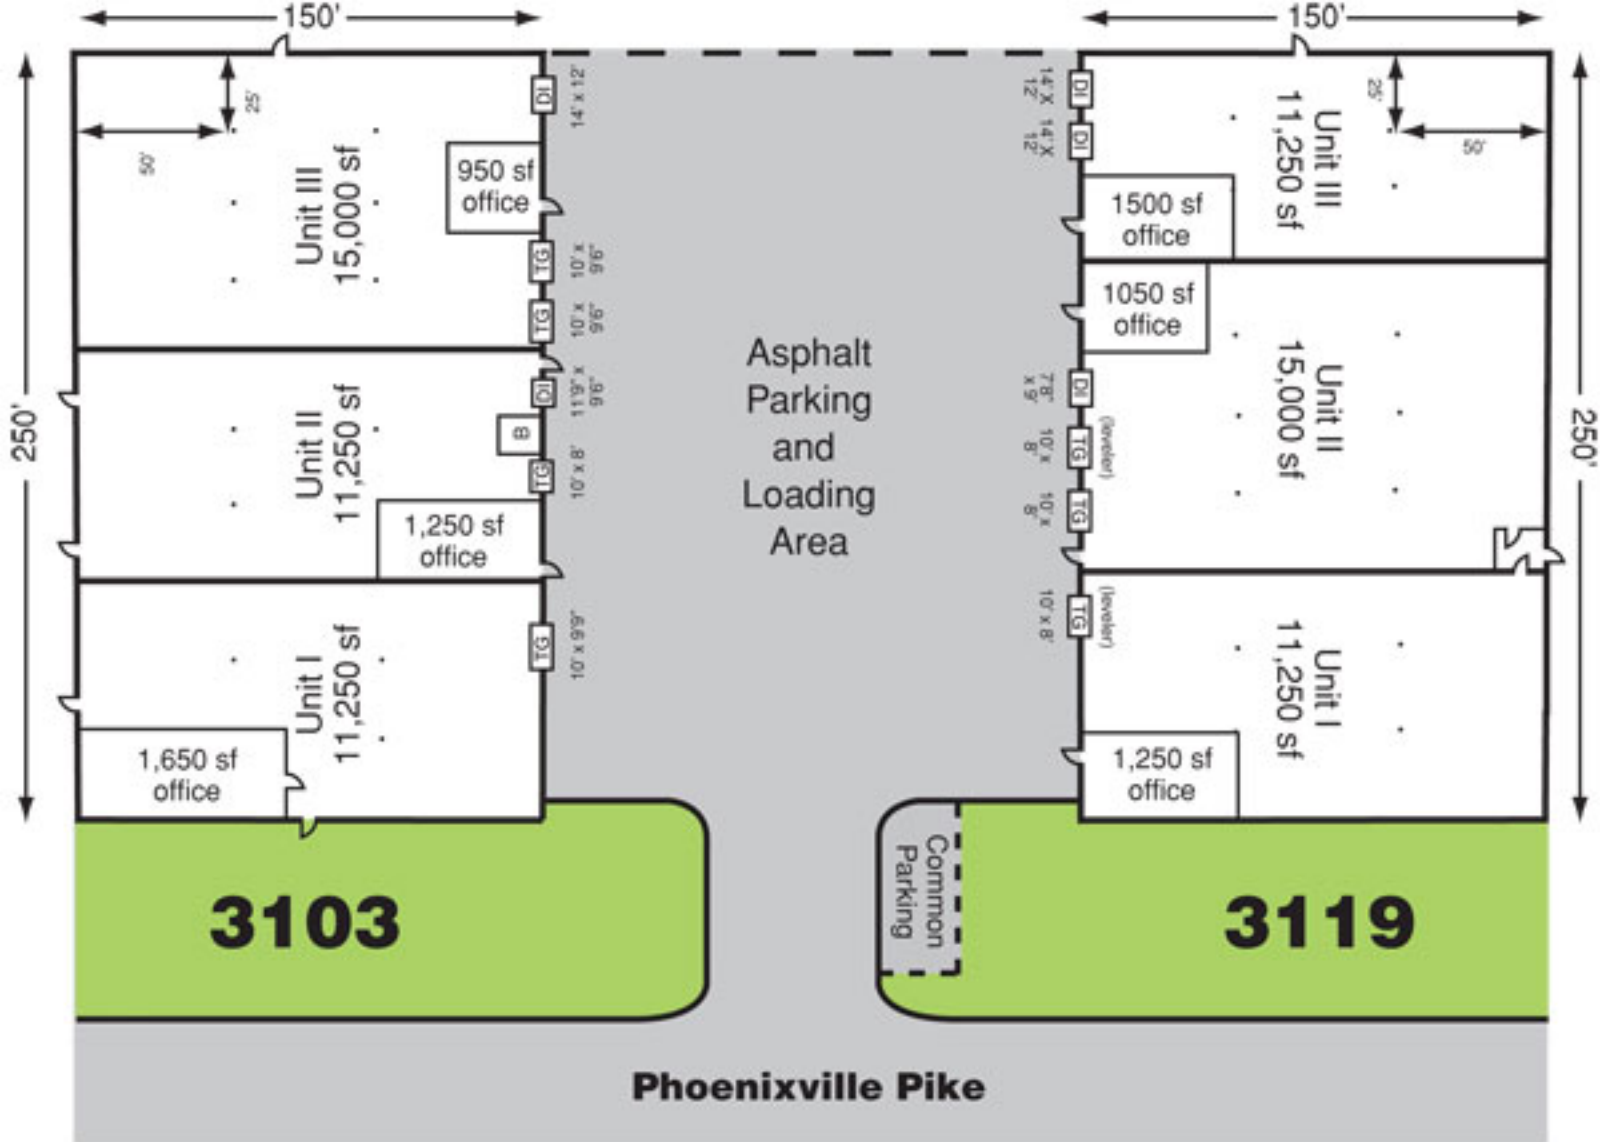 150'
150'
250'
25'
50'
Unit III
15,000 sf
950 sf
office
DI
14' x 12'
TG
10' x
9'6"
TG
10' x
9'6"
Unit II
11,250 sf
DI
11'9" x
9'6"
B
TG
10' x 8'
1,250 sf
office
Unit I
11,250 sf
TG
10' x 9'9"
1,650 sf
office
Asphalt
Parking
and
Loading
Area
14' X
12'
DI
14' X
12'
DI
Unit III
11,250 sf
25'
50'
250'
1500 sf
office
1050 sf
office
Unit II
15,000 sf
7'8"
x 9'
DI
10' x
8'
TG
(leveler)
10' x
8'
TG
10' x 8'
TG
(leveler)
Unit I
11,250 sf
1,250 sf
office
Common
Parking
3103
3119
Phoenixville Pike